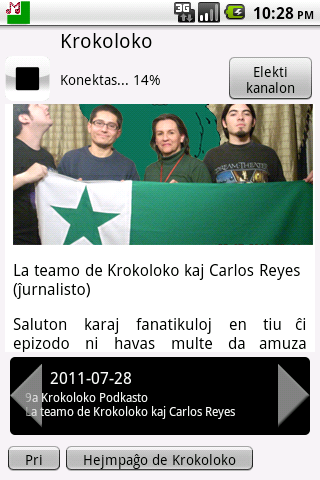 3G
10:28 PM
Krokoloko
Konektas... 14%
Elekti
kanalon
DREAM THEATER
La teamo de Krokoloko kaj Carlos Reyes
(ĵurnalisto)
Saluton karaj fanatikuloj en tiu ĉi
epizodo ni havas multe da amuza
2011-07-28
9a Krokoloko Podkasto
La teamo de Krokoloko kaj Carlos Reyes
Pri
Hejmpaĝo de Krokoloko